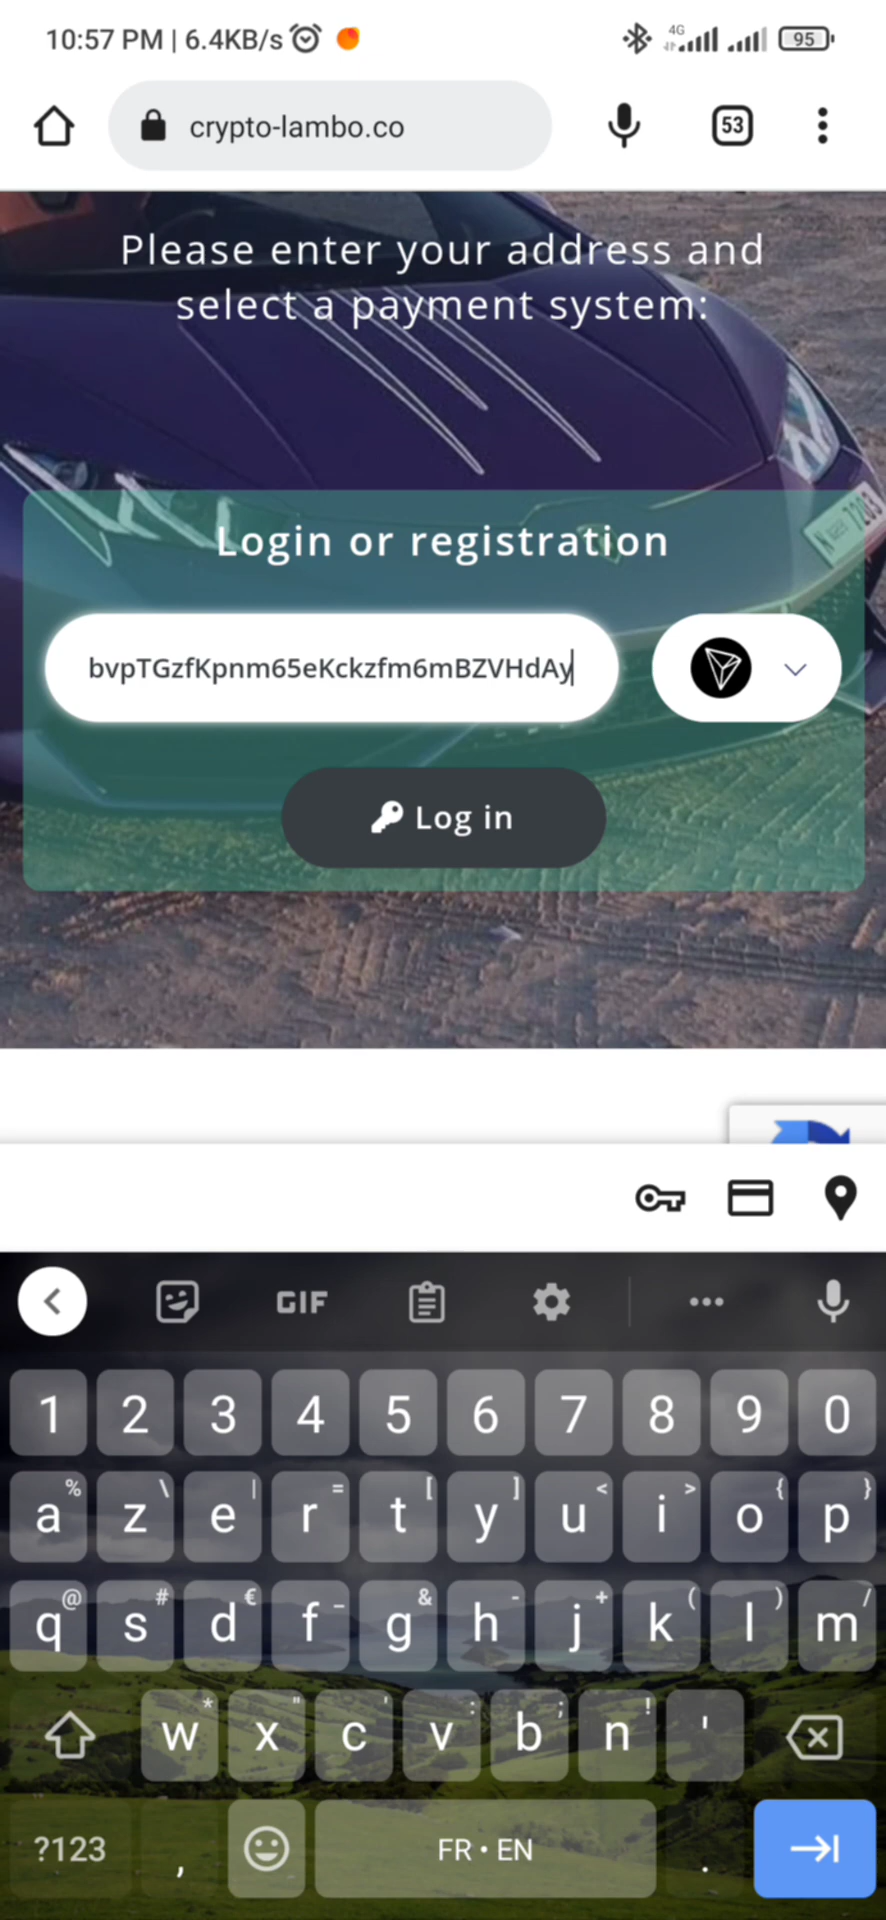 10:57 PM | 6.4KB/s
4G
95
crypto-lambo.co
53
Please enter your address and
select a payment system:
Login or registration
bvpTGzfKpnm65eKckzfm6mBZVHdAy
Log in
GIF
1 2 3 4 5 6 7 8 9 0
% \ | = [ ] < > { }
a z e r t y u i o p
@ # € _ & - + ( ) /
q s d f g h j k l m
* " ' : ; !
w x c v b n '
?123 , FR • EN .